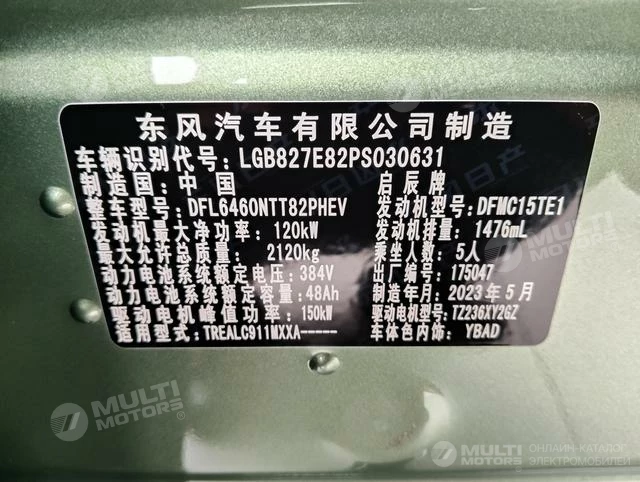 东风汽车有限公司制造
车辆识别代号：LGB827E82PS030631
制造国：中国 启辰牌
整车型号：DFL6460NTT82PHEV 发动机型号：DFMC15TE1
发动机最大净功率：120kW 发动机排量：1476mL
最大允许总质量：2120kg 乘坐人数：5人
动力电池系统额定电压：384V 出厂编号：175047
动力电池系统额定容量：48Ah 制造年月：2023年5月
驱动电机峰值功率：150kW 驱动电机型号：TZ236XY2GZ
适用型式：TREALC911MXXA----- 车体色内饰：YBAD
MULTI MOTORS®
MULTI MOTORS®
ОНЛАЙН-КАТАЛОГ
ЭЛЕКТРОМОБИЛЕЙ